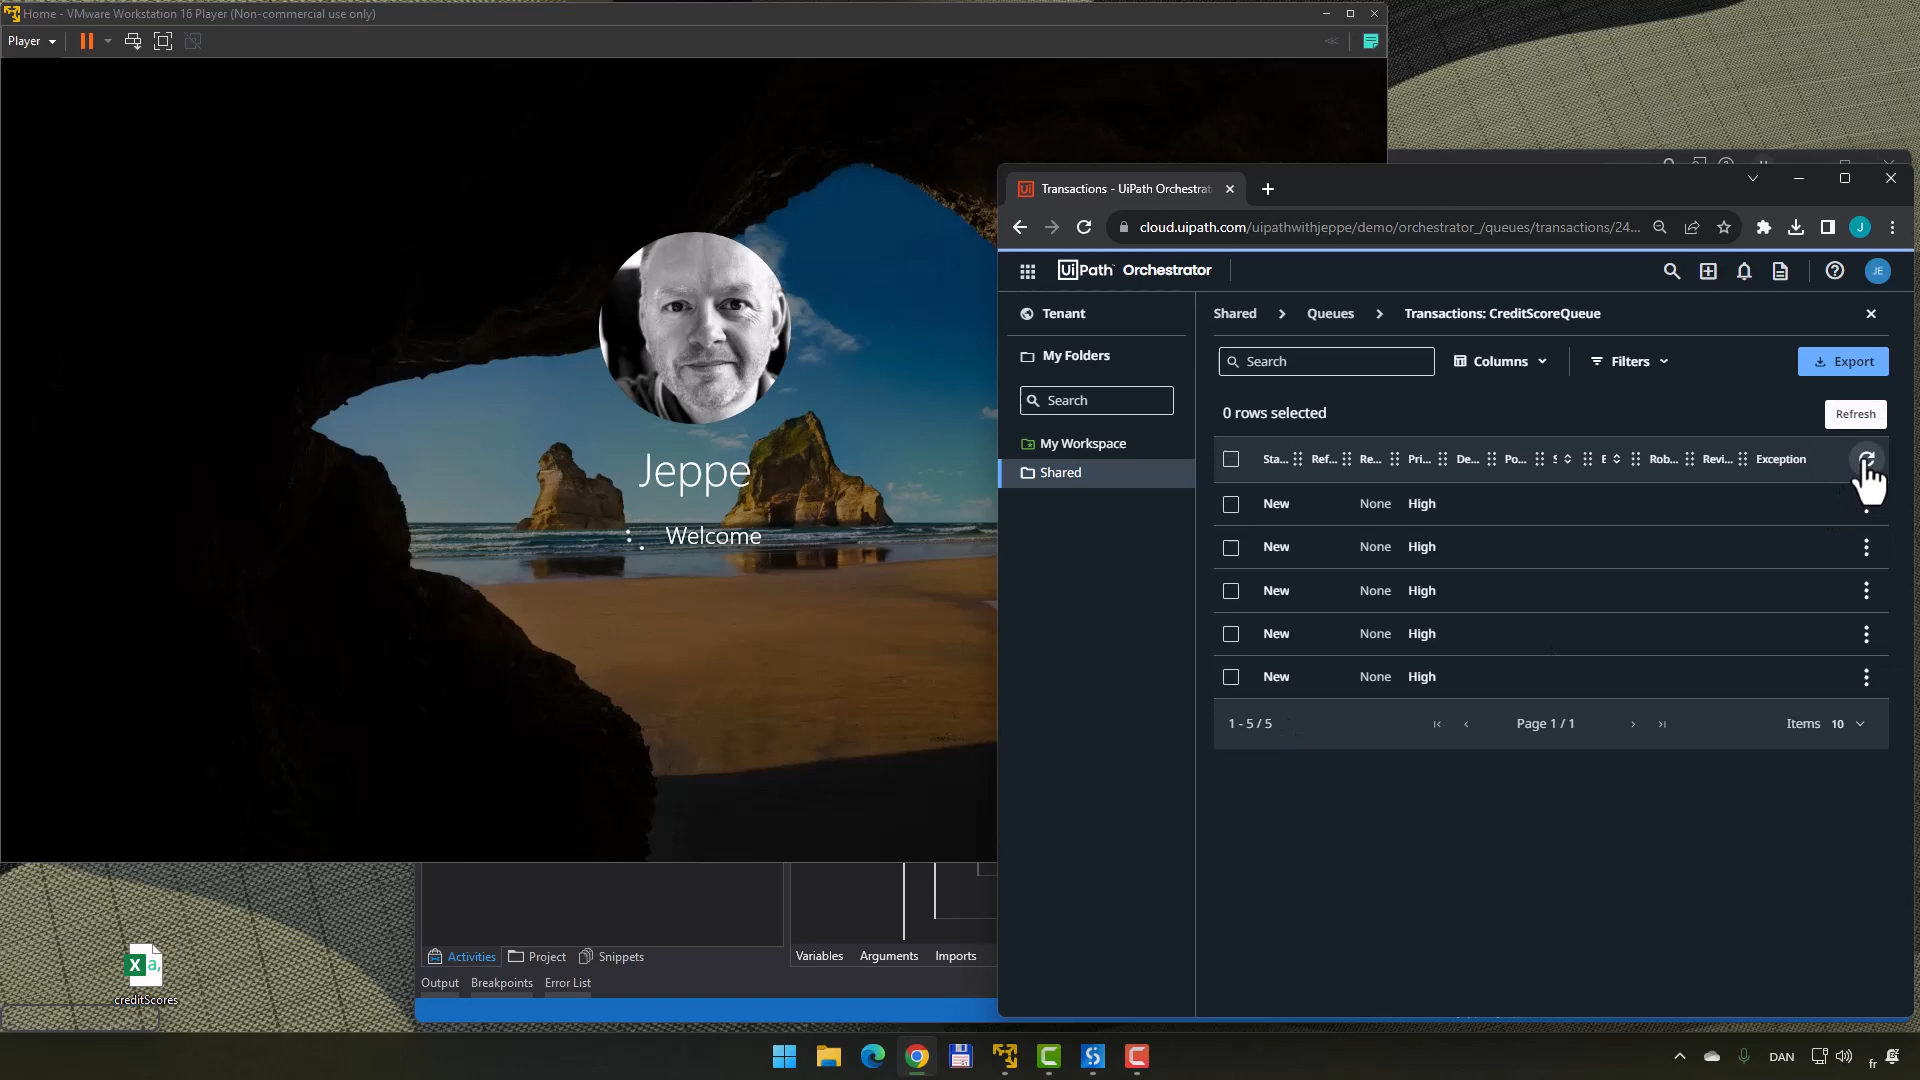 Home - VMware Workstation 16 Player (Non-commercial use only)
Player
Jeppe
Welcome
Transactions - UiPath Orchestrat
cloud.uipath.com/uipathwithjeppe/demo/orchestrator_/queues/transactions/24...
J
UiPath Orchestrator
JE
Tenant
My Folders
Search
My Workspace
Shared
Shared > Queues > Transactions: CreditScoreQueue
Search
Columns
Filters
Export
0 rows selected
Refresh
Sta... Ref... Re... Pri... De... Po... S E Rob... Revi... Exception
New None High
New None High
New None High
New None High
New None High
1 - 5 / 5
Page 1 / 1
Items 10
Activities Project Snippets
Variables Arguments Imports
Output Breakpoints Error List
X a,
creditScores
DAN
fr